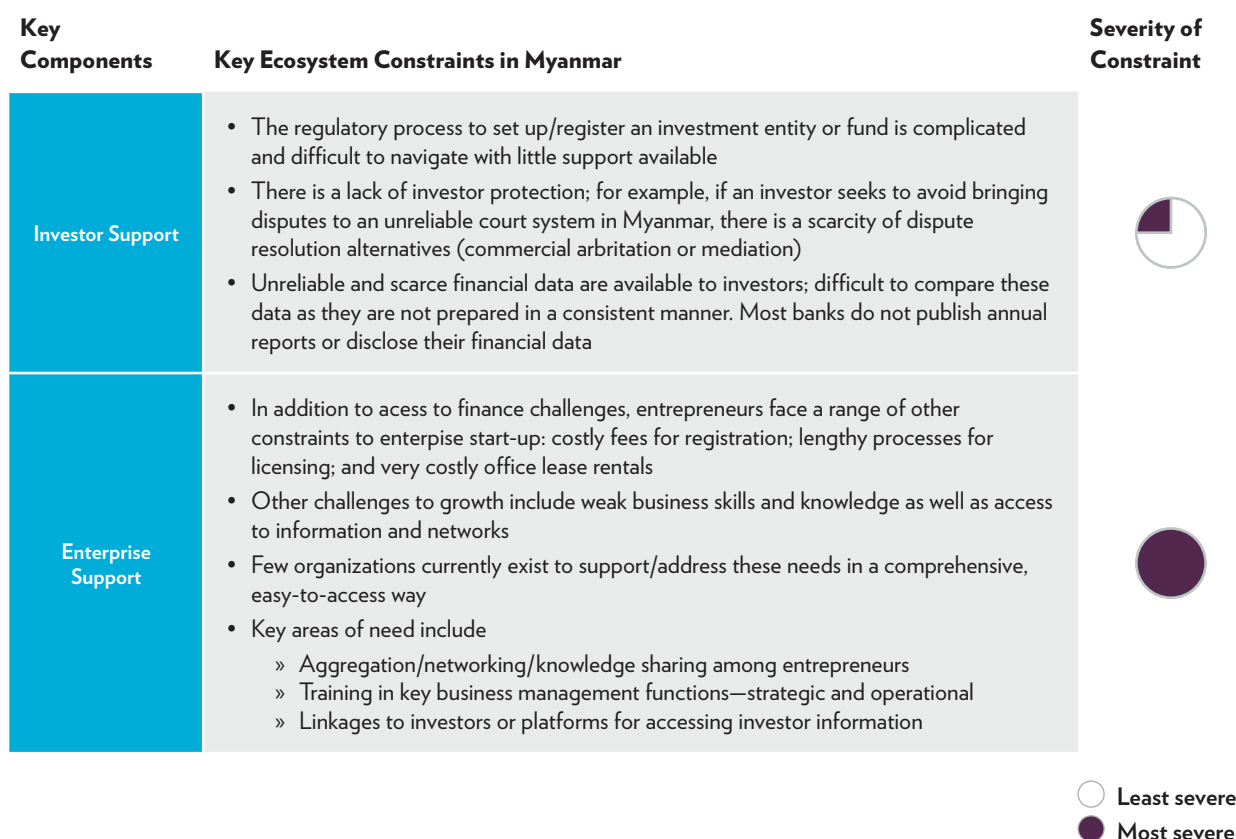 Key
Components
Key Ecosystem Constraints in Myanmar
Severity of
Constraint
Investor Support
• The regulatory process to set up/register an investment entity or fund is complicated
and difficult to navigate with little support available
• There is a lack of investor protection; for example, if an investor seeks to avoid bringing
disputes to an unreliable court system in Myanmar, there is a scarcity of dispute
resolution alternatives (commercial arbritation or mediation)
• Unreliable and scarce financial data are available to investors; difficult to compare these
data as they are not prepared in a consistent manner. Most banks do not publish annual
reports or disclose their financial data
Enterprise
Support
• In addition to acess to finance challenges, entrepreneurs face a range of other
constraints to enterpise start-up: costly fees for registration; lengthy processes for
licensing; and very costly office lease rentals
• Other challenges to growth include weak business skills and knowledge as well as access
to information and networks
• Few organizations currently exist to support/address these needs in a comprehensive,
easy-to-access way
• Key areas of need include
» Aggregation/networking/knowledge sharing among entrepreneurs
» Training in key business management functions—strategic and operational
» Linkages to investors or platforms for accessing investor information
Least severe
Most severe